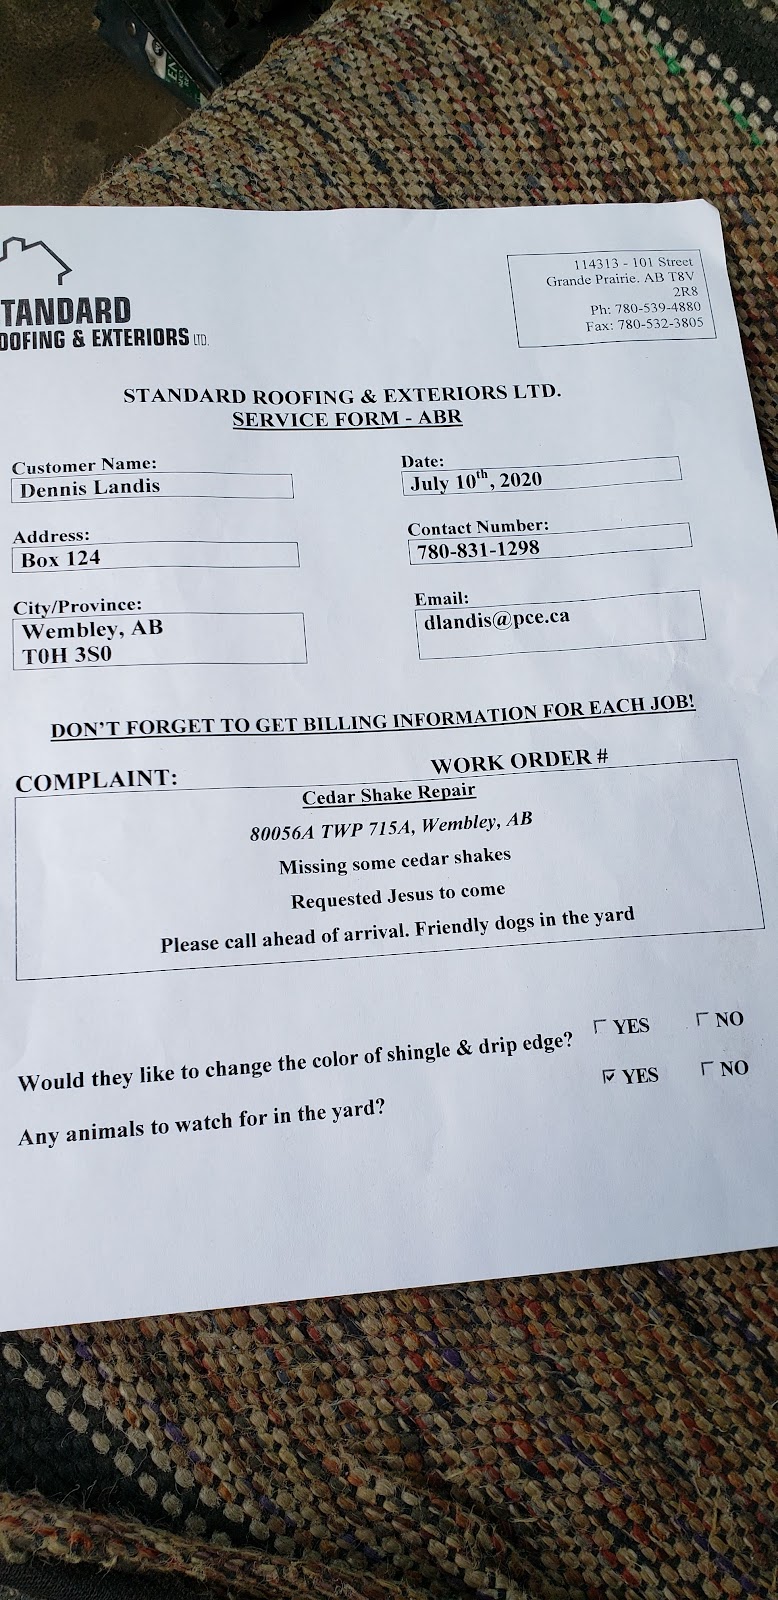 TANDARD
OOFING & EXTERIORS LTD.
114313 - 101 Street
Grande Prairie. AB T8V
2R8
Ph: 780-539-4880
Fax: 780-532-3805
STANDARD ROOFING & EXTERIORS LTD.
SERVICE FORM - ABR
Customer Name:
Dennis Landis
Date:
July 10th, 2020
Address:
Box 124
Contact Number:
780-831-1298
City/Province:
Wembley, AB
T0H 3S0
Email:
dlandis@pce.ca
DON'T FORGET TO GET BILLING INFORMATION FOR EACH JOB!
COMPLAINT:
WORK ORDER #
Cedar Shake Repair
80056A TWP 715A, Wembley, AB
Missing some cedar shakes
Requested Jesus to come
Please call ahead of arrival. Friendly dogs in the yard
Would they like to change the color of shingle & drip edge? YES NO
Any animals to watch for in the yard? YES NO